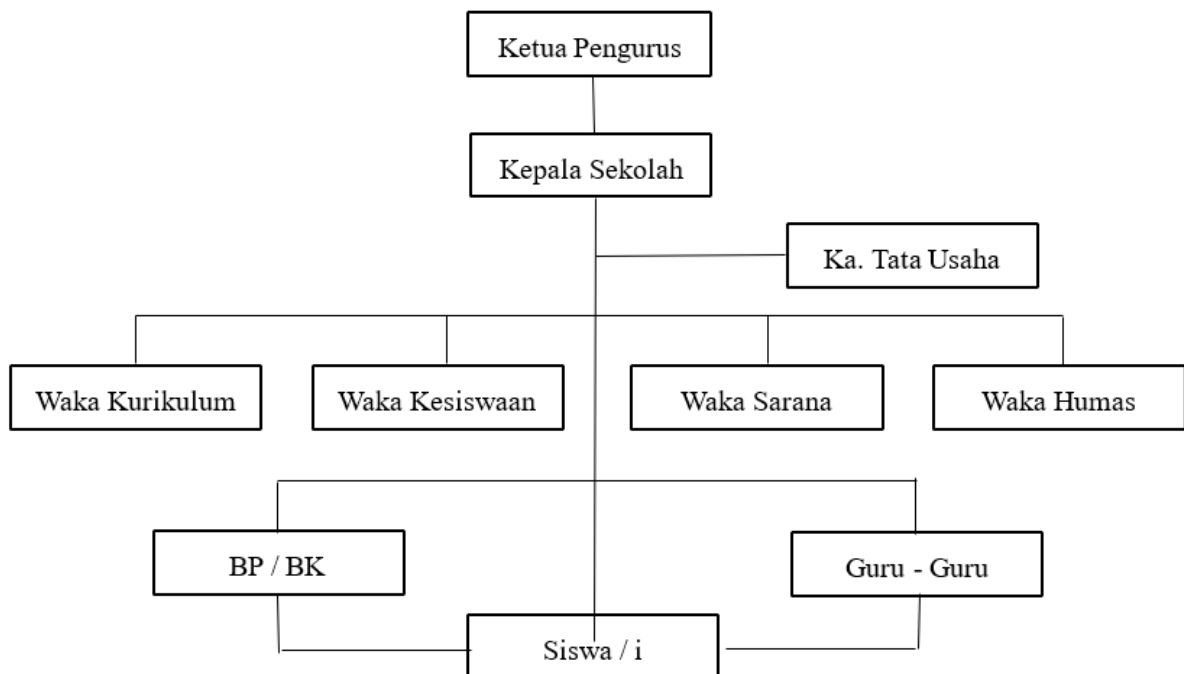 Ketua Pengurus
Kepala Sekolah
Ka. Tata Usaha
Waka Kurikulum
Waka Kesiswaan
Waka Sarana
Waka Humas
BP / BK
Guru - Guru
Siswa / i